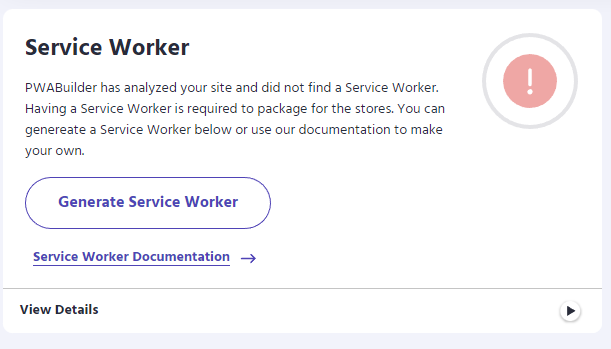 Service Worker
PWABuilder has analyzed your site and did not find a Service Worker.
Having a Service Worker is required to package for the stores. You can
genereate a Service Worker below or use our documentation to make
your own.
Generate Service Worker
Service Worker Documentation
View Details